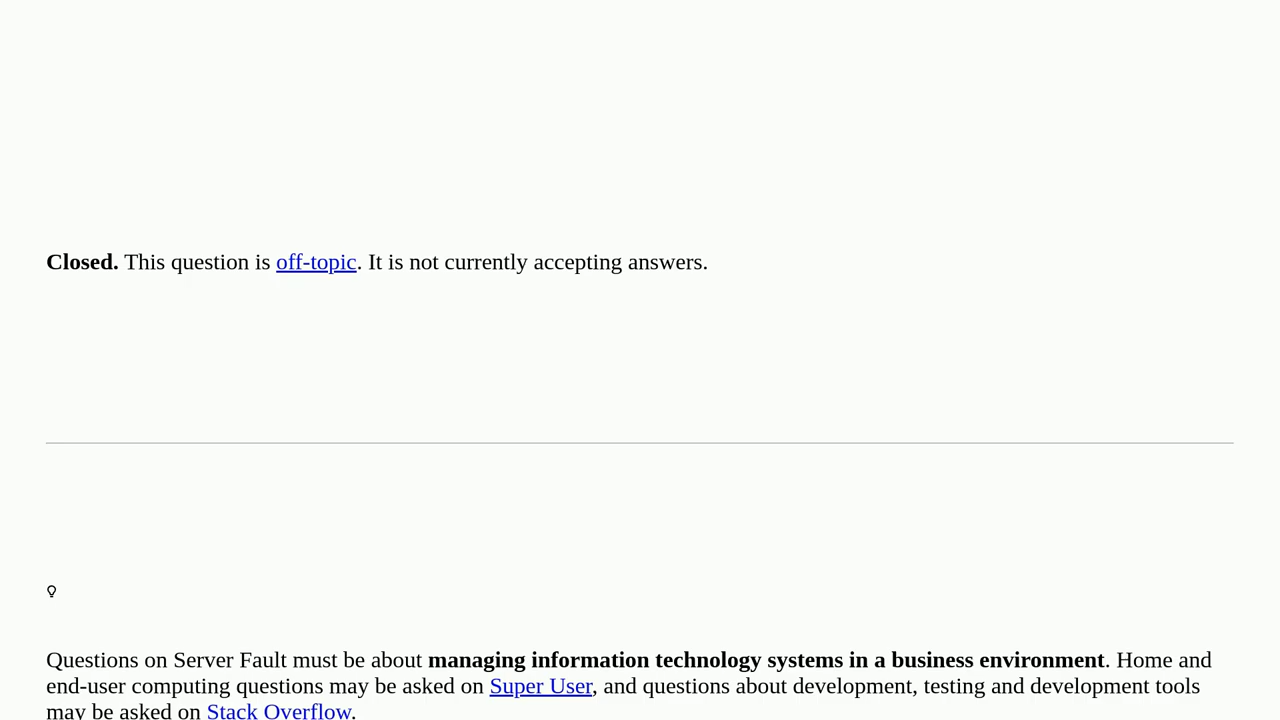 Closed. This question is off-topic. It is not currently accepting answers.
Questions on Server Fault must be about managing information technology systems in a business environment. Home and
end-user computing questions may be asked on Super User, and questions about development, testing and development tools
may be asked on Stack Overflow.